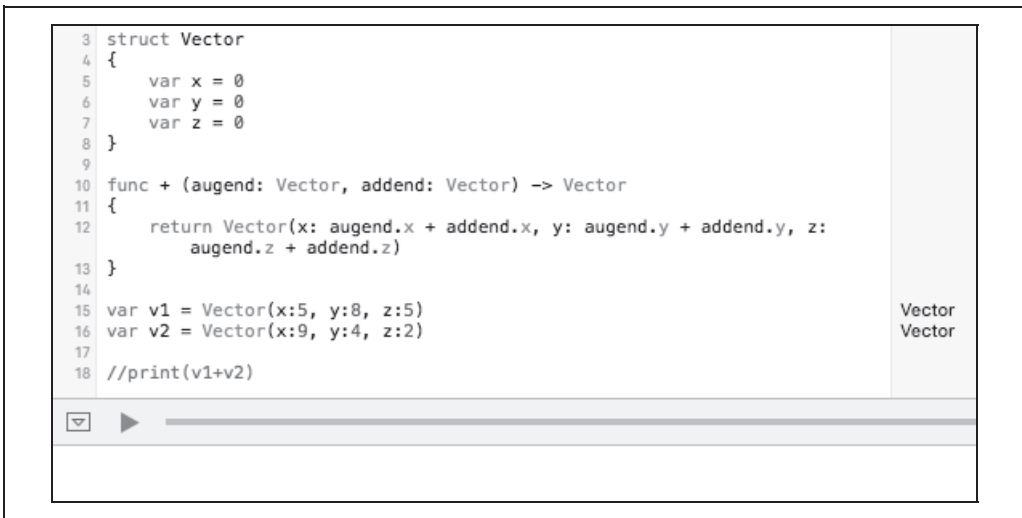 3 struct Vector
4 {
5     var x = 0
6     var y = 0
7     var z = 0
8 }
9
10 func + (augend: Vector, addend: Vector) -> Vector
11 {
12     return Vector(x: augend.x + addend.x, y: augend.y + addend.y, z:
           augend.z + addend.z)
13 }
14
15 var v1 = Vector(x:5, y:8, z:5) Vector
16 var v2 = Vector(x:9, y:4, z:2) Vector
17
18 //print(v1+v2)